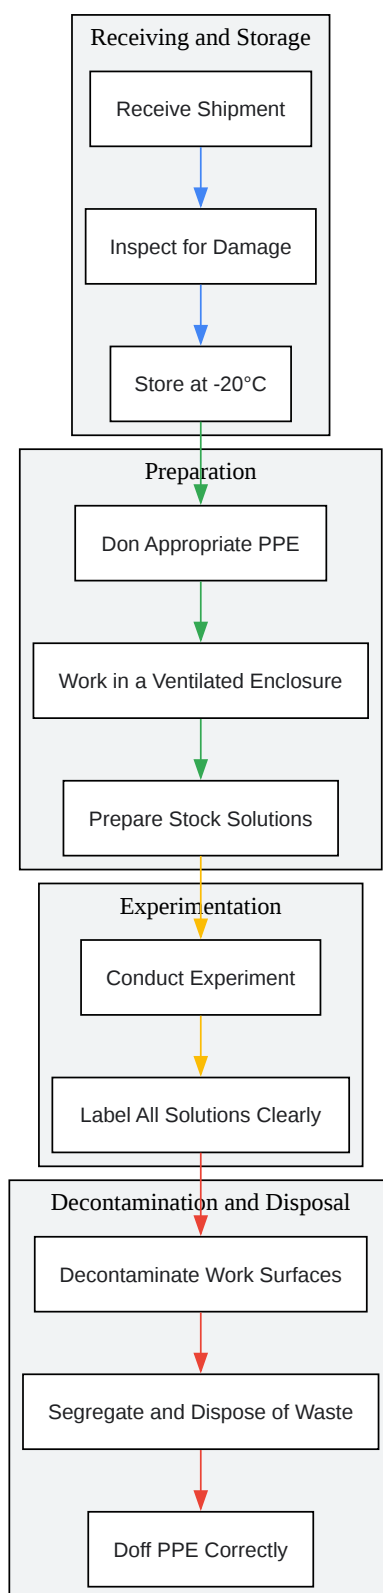 Receiving and Storage
Receive Shipment
Inspect for Damage
Store at -20°C
Preparation
Don Appropriate PPE
Work in a Ventilated Enclosure
Prepare Stock Solutions
Experimentation
Conduct Experiment
Label All Solutions Clearly
Decontamination and Disposal
Decontaminate Work Surfaces
Segregate and Dispose of Waste
Doff PPE Correctly